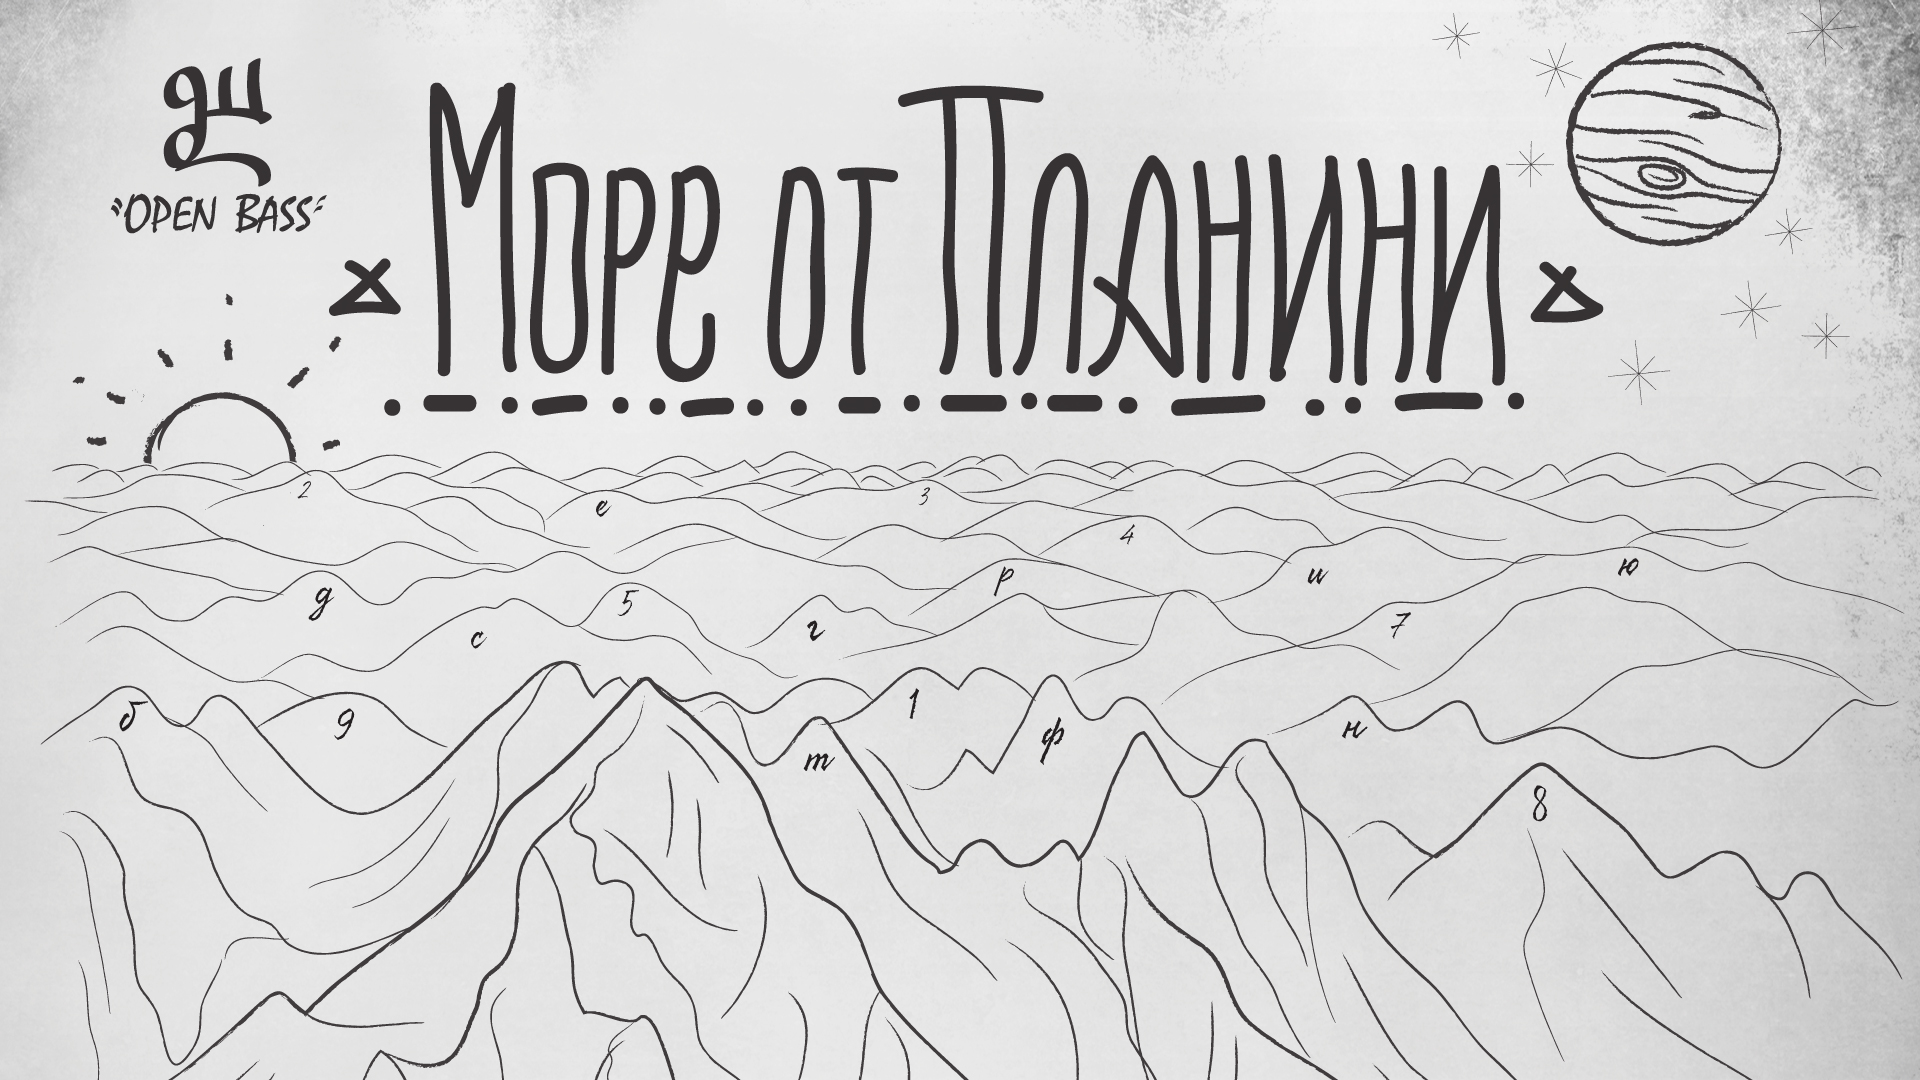 "OPEN BASS"
Море от Планини
2
е
3
4
р
и
ю
д
5
г
7
с
б
9
1
ф
н
т
8